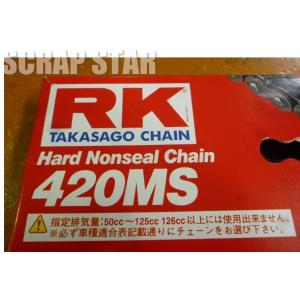 SCRAP STAR
RK
TAKASAGO CHAIN
Hard Nonseal Chain
420MS
指定排気量:50cc～125cc 126cc以上には使用出来ません。
※必ず車種適合表記載通りにチェーンをお選び下さい。